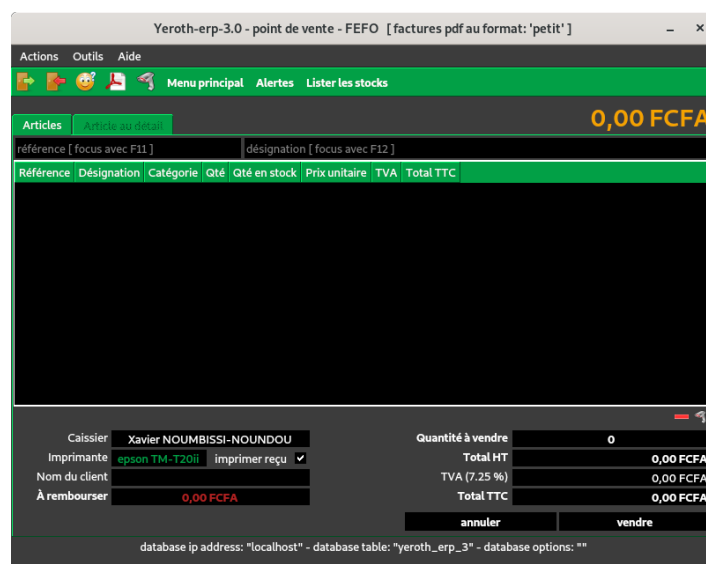 Yeroth-erp-3.0 - point de vente - FEFO [ factures pdf au format: 'petit' ]
Actions Outils Aide
Menu principal Alertes Lister les stocks
0,00 FCFA
Articles Article au détail
référence [ focus avec F11 ] désignation [ focus avec F12 ]
Référence Désignation Catégorie Qté Qté en stock Prix unitaire TVA Total TTC
Caissier Xavier NOUMBISSI-NOUNDOU Quantité à vendre 0
Imprimante epson TM-T20ii imprimer reçu Total HT 0,00 FCFA
Nom du client TVA (7.25 %) 0,00 FCFA
À rembourser 0,00 FCFA Total TTC 0,00 FCFA
annuler vendre
database ip address: "localhost" - database table: "yeroth_erp_3" - database options: ""